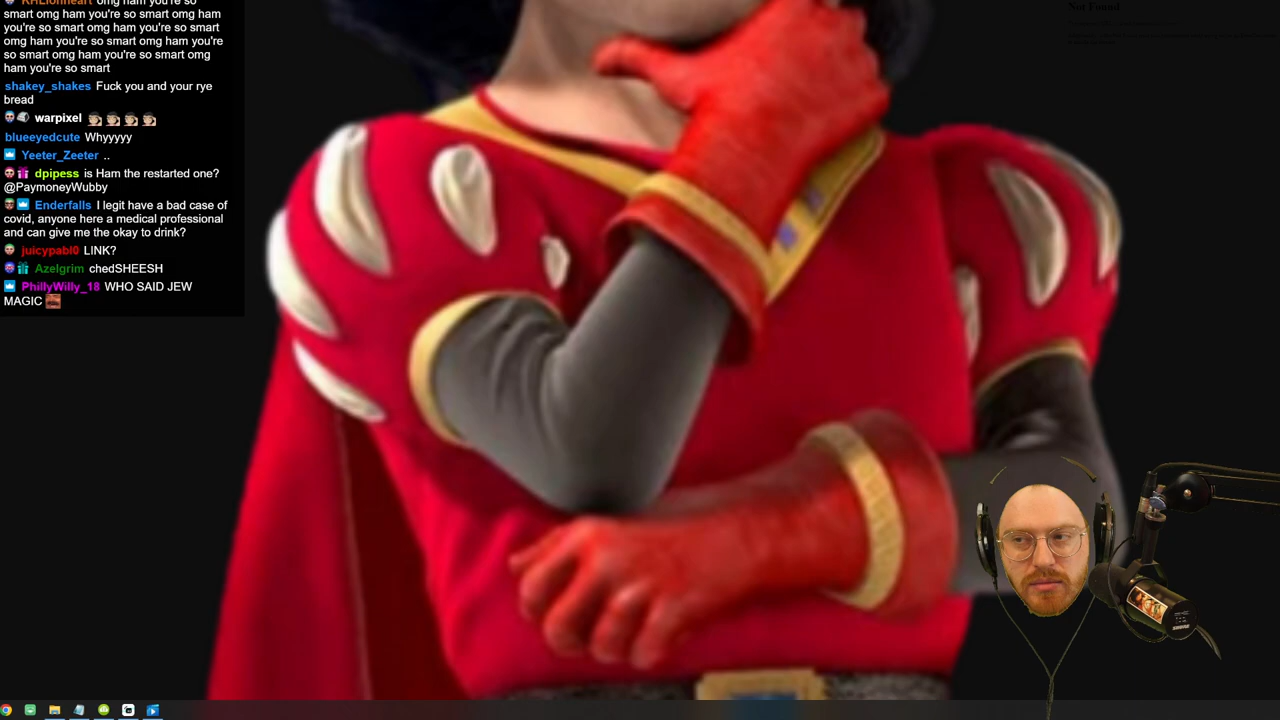 RHLionheart omg ham you're so
smart omg ham you're so smart omg ham
you're so smart omg ham you're so smart
omg ham you're so smart omg ham you're
so smart omg ham you're so smart omg
ham you're so smart
shakey_shakes Fuck you and your rye
bread
warpixel
blueeyedcute Whyyyyy
Yeeter_Zeeter ..
dpipess is Ham the restarted one?
@PaymoneyWubby
Enderfalls I legit have a bad case of
covid, anyone here a medical professional
and can give me the okay to drink?
juicypabl0 LINK?
Azelgrim chedSHEESH
PhillyWilly_18 WHO SAID JEW
MAGIC
Not Found
SHURE